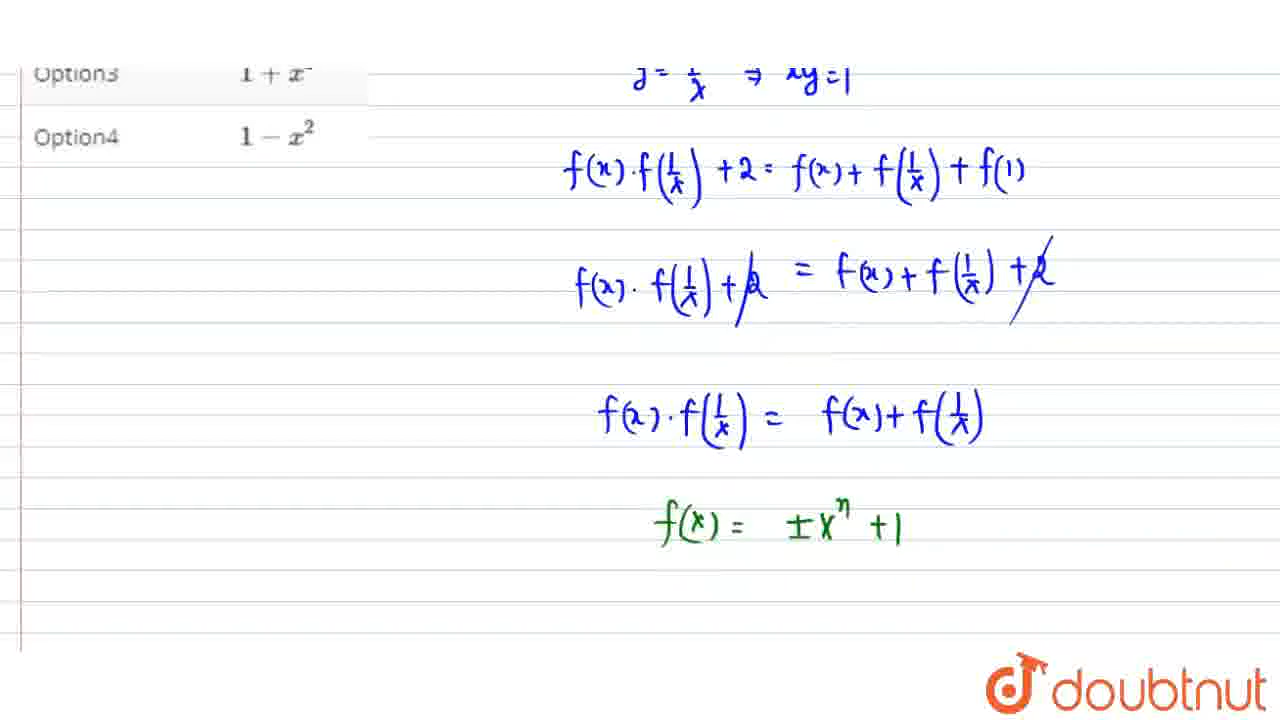 Option3 1 + x
y = 1/x ⇒ xy = 1
Option4 1 − x²
f(x) · f(1/x) + 2 = f(x) + f(1/x) + f(1)
f(x) · f(1/x) + 2 = f(x) + f(1/x) + 2
f(x) · f(1/x) = f(x) + f(1/x)
f(x) = ± xⁿ + 1
doubtnut